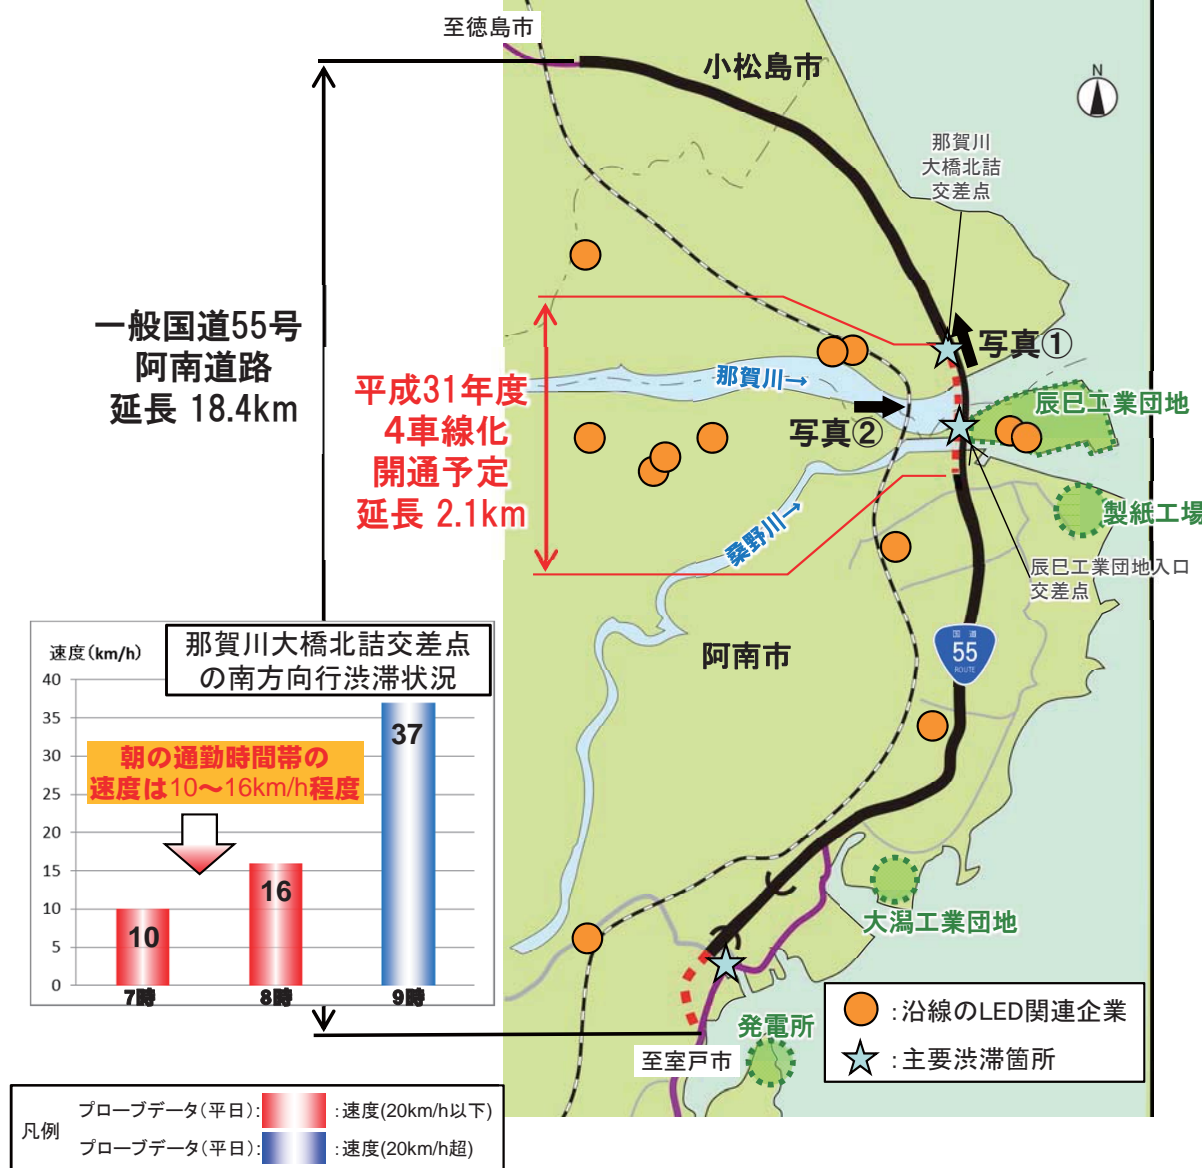 至徳島市
小松島市
N
那賀川
大橋北詰
交差点
一般国道55号
阿南道路
延長 18.4km
平成31年度
4車線化
開通予定
延長 2.1km
写真①
那賀川→
写真②
辰巳工業団地
製紙工場
桑野川→
辰巳工業団地入口
交差点
阿南市
国道
55
ROUTE
那賀川大橋北詰交差点
の南方向行渋滞状況
速度(km/h)
40
35
30
25
20
15
10
5
0
朝の通勤時間帯の
速度は10～16km/h程度
10
16
37
7時
8時
9時
大潟工業団地
発電所
至室戸市
：沿線のLED関連企業
：主要渋滞箇所
凡例
プローブデータ(平日)：　：速度(20km/h以下)
プローブデータ(平日)：　：速度(20km/h超)